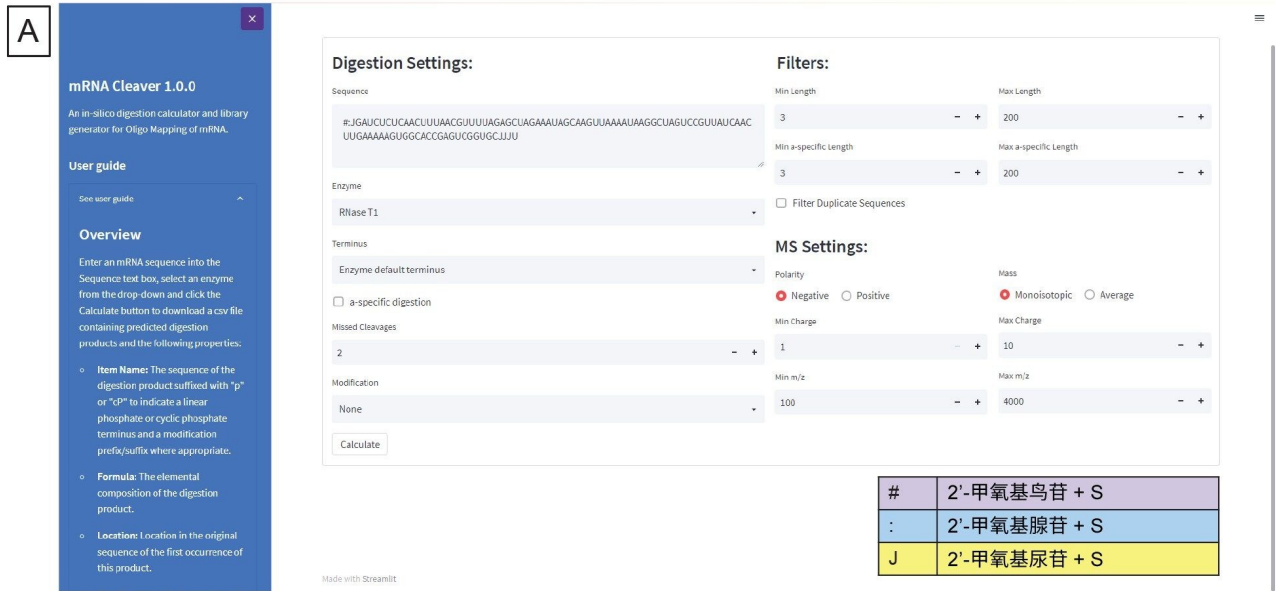 A
×
mRNA Cleaver 1.0.0
An in-silico digestion calculator and library
generator for Oligo Mapping of mRNA.
User guide
See user guide
Overview
Enter an mRNA sequence into the
Sequence text box, select an enzyme
from the drop-down and click the
Calculate button to download a csv file
containing predicted digestion
products and the following properties:
Item Name: The sequence of the
digestion product suffixed with "p"
or "cP" to indicate a linear
phosphate or cyclic phosphate
terminus and a modification
prefix/suffix where appropriate.
Formula: The elemental
composition of the digestion
product.
Location: Location in the original
sequence of the first occurrence of
this product.
Digestion Settings:
Sequence
#:JGAUCUCUCAACUUUAACGUUUUAGAGCUAGAAAUAGCAAGUUAAAAUAAGGCUAGUCCGUUAUCAAC
UUGAAAAAGUGGCACCGAGUCGGUGCJJJU
Enzyme
RNase T1
Terminus
Enzyme default terminus
a-specific digestion
Missed Cleavages
2 - +
Modification
None
Calculate
Filters:
Min Length Max Length
3 - + 200 - +
Min a-specific Length Max a-specific Length
3 - + 200 - +
Filter Duplicate Sequences
MS Settings:
Polarity Mass
Negative Positive Monoisotopic Average
Min Charge Max Charge
1 - + 10 - +
Min m/z Max m/z
100 - + 4000 - +
# 2'-甲氧基鸟苷 + S
: 2'-甲氧基腺苷 + S
J 2'-甲氧基尿苷 + S
Made with Streamlit